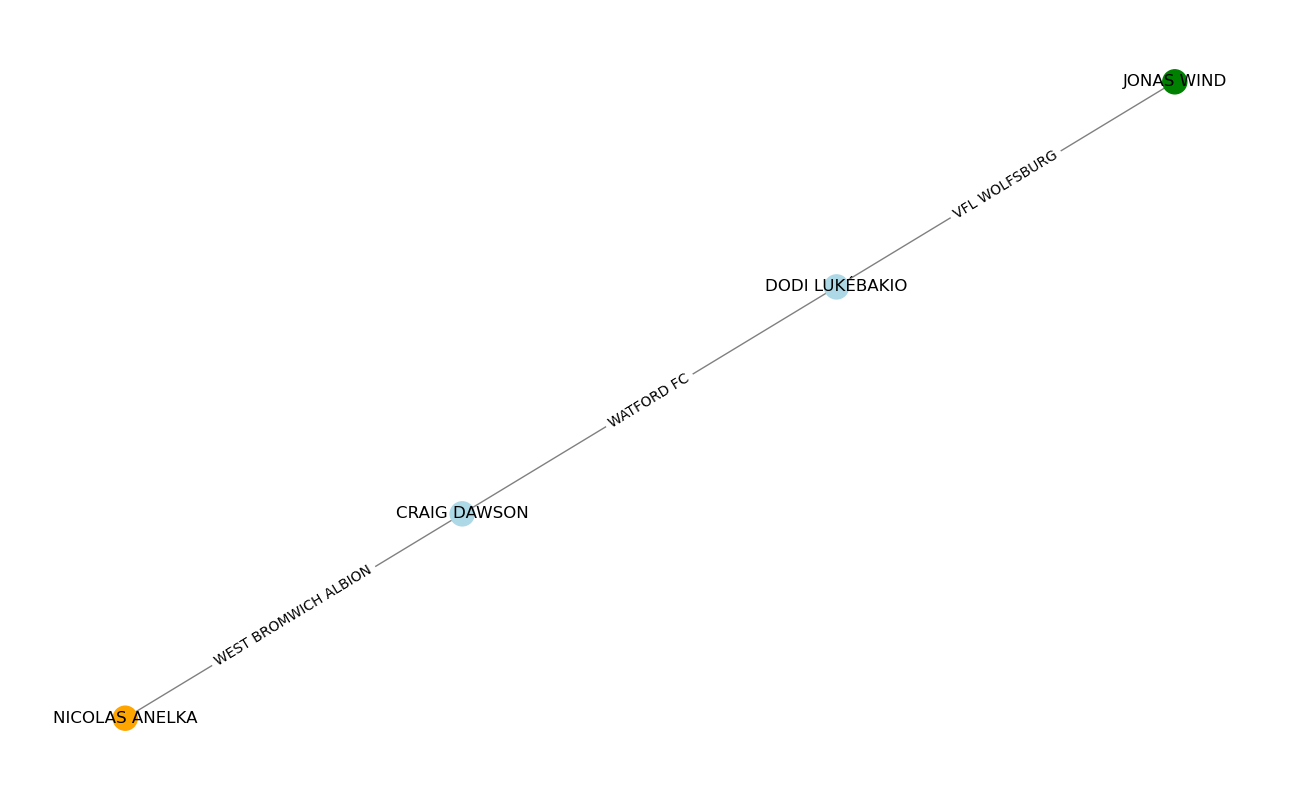 JONAS WIND
VFL WOLFSBURG
DODI LUKÉBAKIO
WATFORD FC
CRAIG DAWSON
WEST BROMWICH ALBION
NICOLAS ANELKA